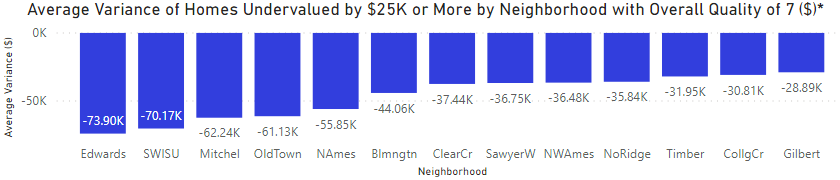 Average Variance of Homes Undervalued by $25K or More by Neighborhood with Overall Quality of 7 ($)*
Average Variance ($)
0K
-50K
-73.90K
-70.17K
-62.24K
-61.13K
-55.85K
-44.06K
-37.44K
-36.75K
-36.48K
-35.84K
-31.95K
-30.81K
-28.89K
Edwards SWISU Mitchel OldTown NAmes Blmngtn ClearCr SawyerW NWAmes NoRidge Timber CollgCr Gilbert
Neighborhood